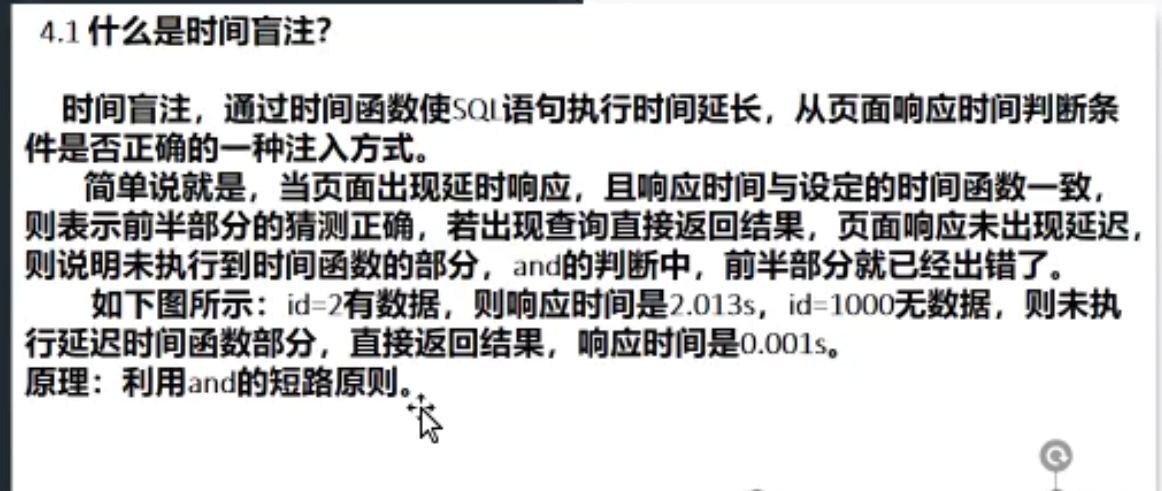 4.1 什么是时间盲注?
时间盲注，通过时间函数使SQL语句执行时间延长，从页面响应时间判断条
件是否正确的一种注入方式。
简单说就是，当页面出现延时响应，且响应时间与设定的时间函数一致，
则表示前半部分的猜测正确，若出现查询直接返回结果，页面响应未出现延迟，
则说明未执行到时间函数的部分，and的判断中，前半部分就已经出错了。
如下图所示：id=2有数据，则响应时间是2.013s，id=1000无数据，则未执
行延迟时间函数部分，直接返回结果，响应时间是0.001s。
原理：利用and的短路原则。